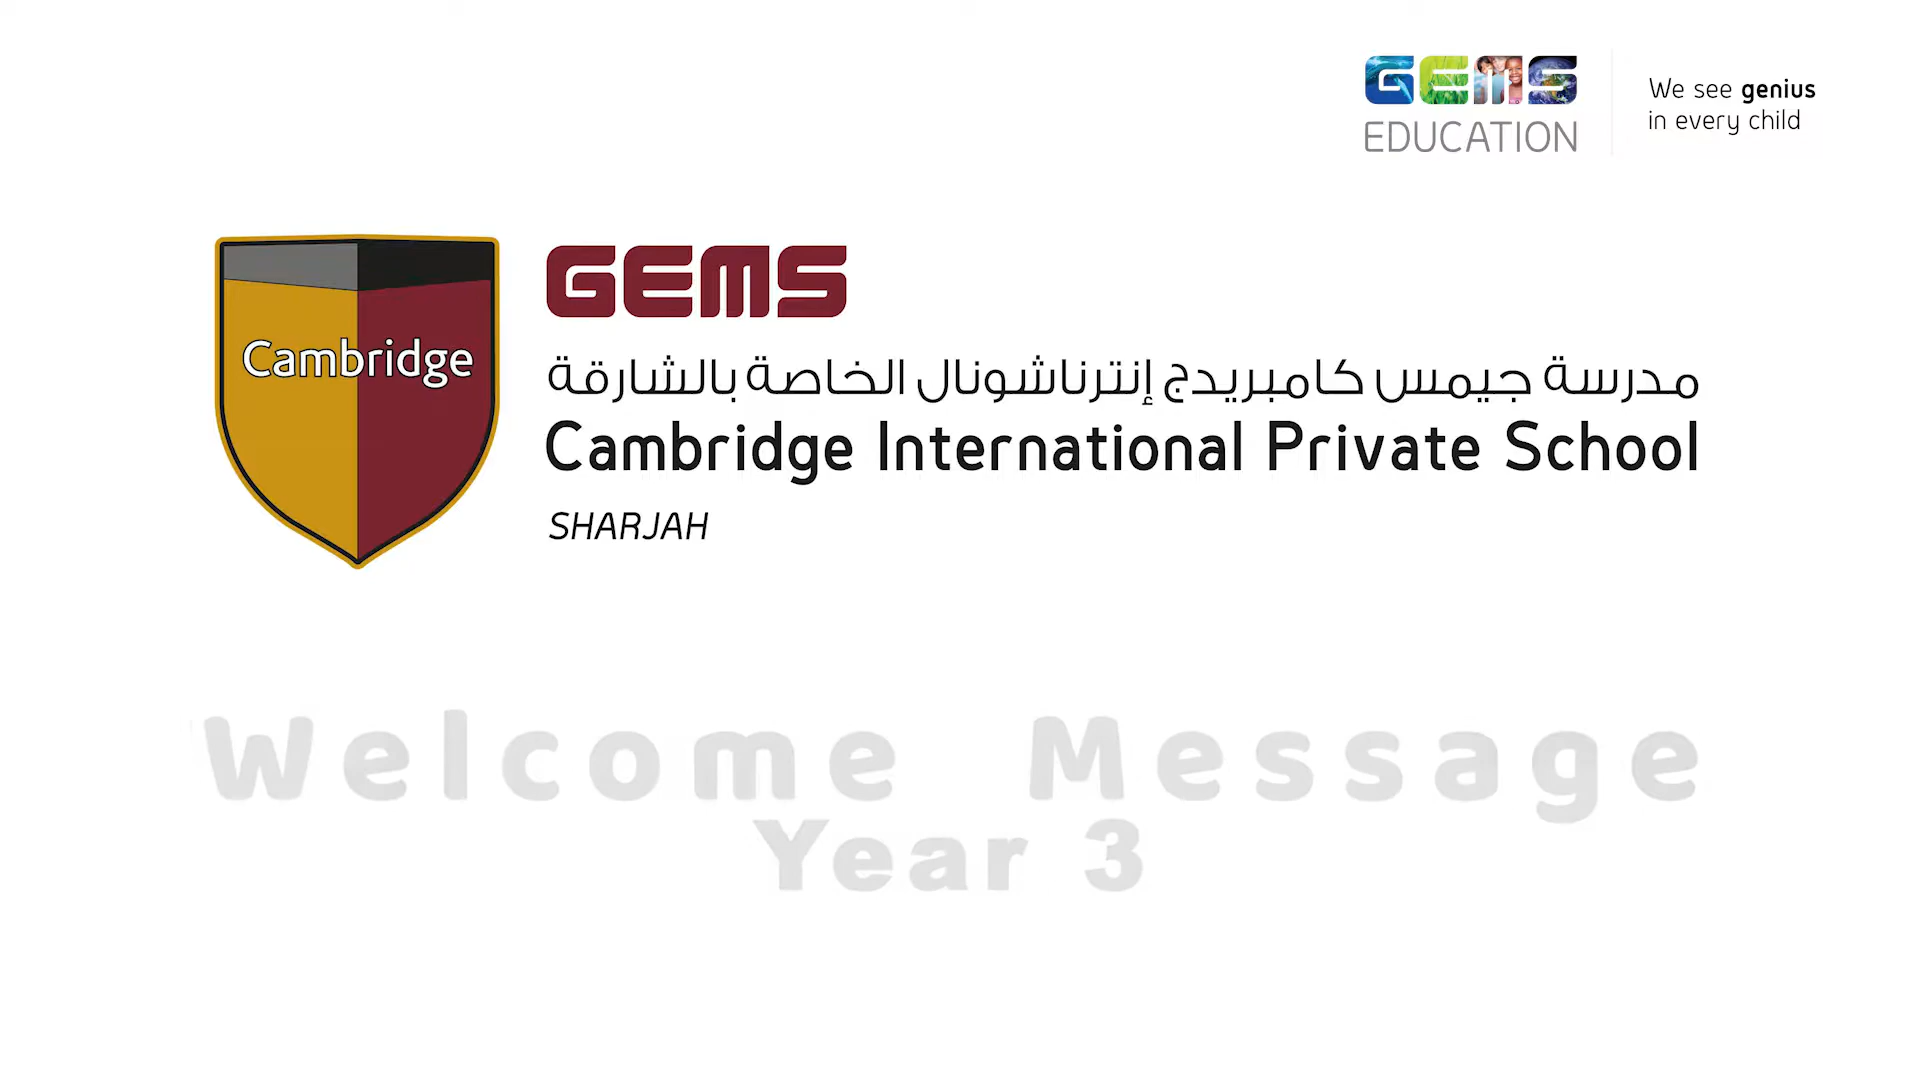 GEMS
EDUCATION
We see genius
in every child
Cambridge
GEMS
مدرسة جيمس كامبريدج إنترناشونال الخاصة بالشارقة
Cambridge International Private School
SHARJAH
Welcome Message
Year 3